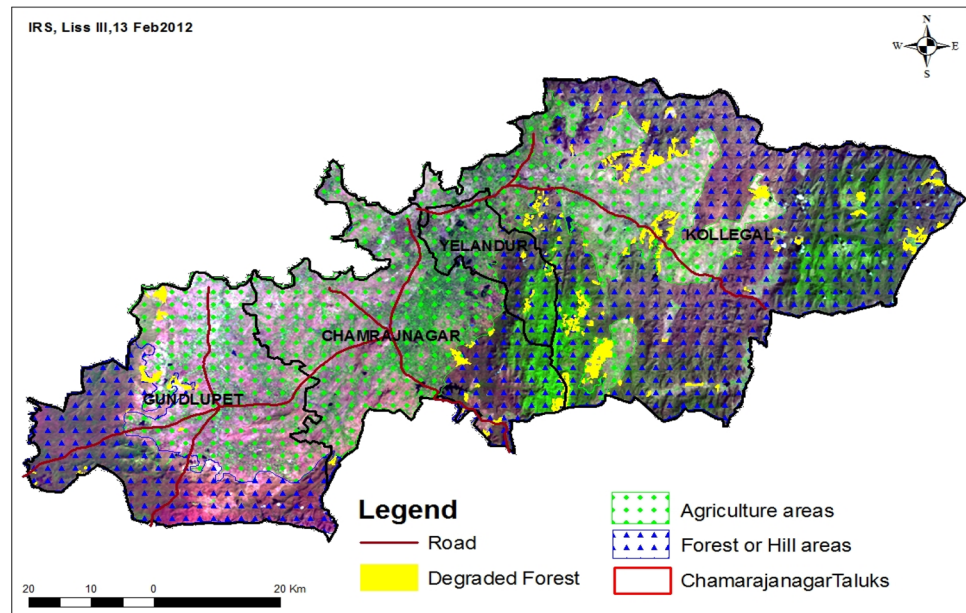 IRS, Liss III,13 Feb2012
N
W E
S
YELANDUR
KOLLEGAL
CHAMRAJNAGAR
GUNDLUPET
Legend
Road
Degraded Forest
Agriculture areas
Forest or Hill areas
ChamarajanagarTaluks
20 10 0 20 Km